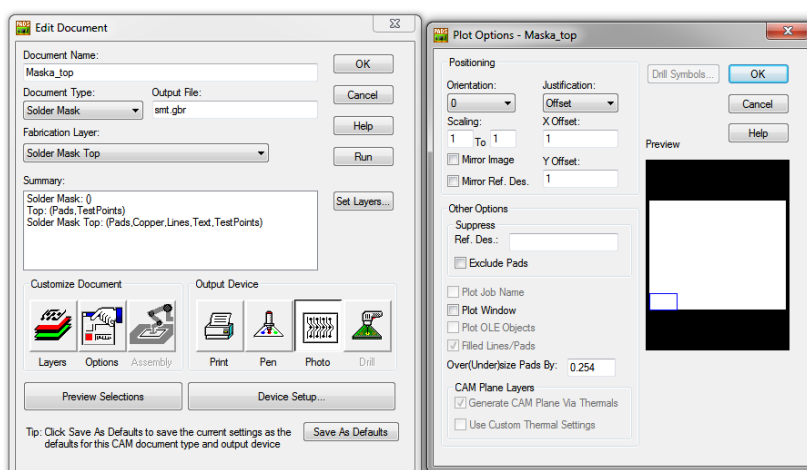 Edit Document
Document Name:
Maska_top
Document Type:
Output File:
Solder Mask
smt.gbr
Fabrication Layer:
Solder Mask Top
Summary:
Solder Mask: ()
Top: (Pads,TestPoints)
Solder Mask Top: (Pads,Copper,Lines,Text,TestPoints)
OK
Cancel
Help
Run
Set Layers...
Customize Document
Output Device
Layers
Options
Assembly
Print
Pen
Photo
Drill
Preview Selections
Device Setup...
Tip: Click Save As Defaults to save the current settings as the
defaults for this CAM document type and output device
Save As Defaults
Plot Options - Maska_top
Positioning
Orientation:
Justification:
0
Offset
Scaling:
X Offset:
1 To 1
1
Mirror Image
Y Offset:
Mirror Ref. Des.
1
Drill Symbols...
OK
Cancel
Help
Preview
Other Options
Suppress
Ref. Des.:
Exclude Pads
Plot Job Name
Plot Window
Plot OLE Objects
Filled Lines/Pads
Over(Under)size Pads By:
0.254
CAM Plane Layers
Generate CAM Plane Via Thermals
Use Custom Thermal Settings